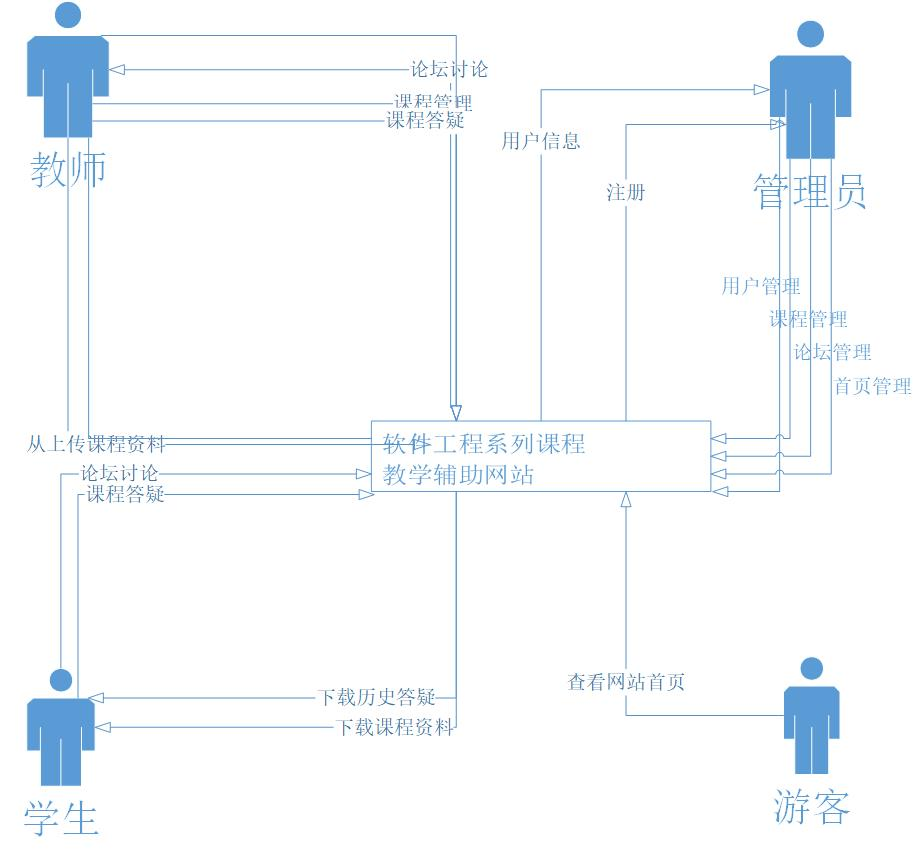 论坛讨论
课程管理
课程答疑
教师
用户信息
注册
管理员
用户管理
课程管理
论坛管理
首页管理
从上传课程资料
软件工程系列课程
教学辅助网站
论坛讨论
课程答疑
下载历史答疑
下载课程资料
学生
查看网站首页
游客